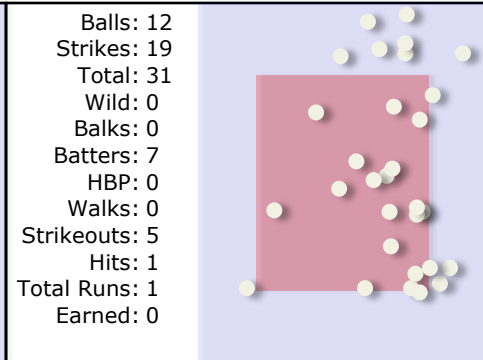 Balls: 12
Strikes: 19
Total: 31
Wild: 0
Balks: 0
Batters: 7
HBP: 0
Walks: 0
Strikeouts: 5
Hits: 1
Total Runs: 1
Earned: 0